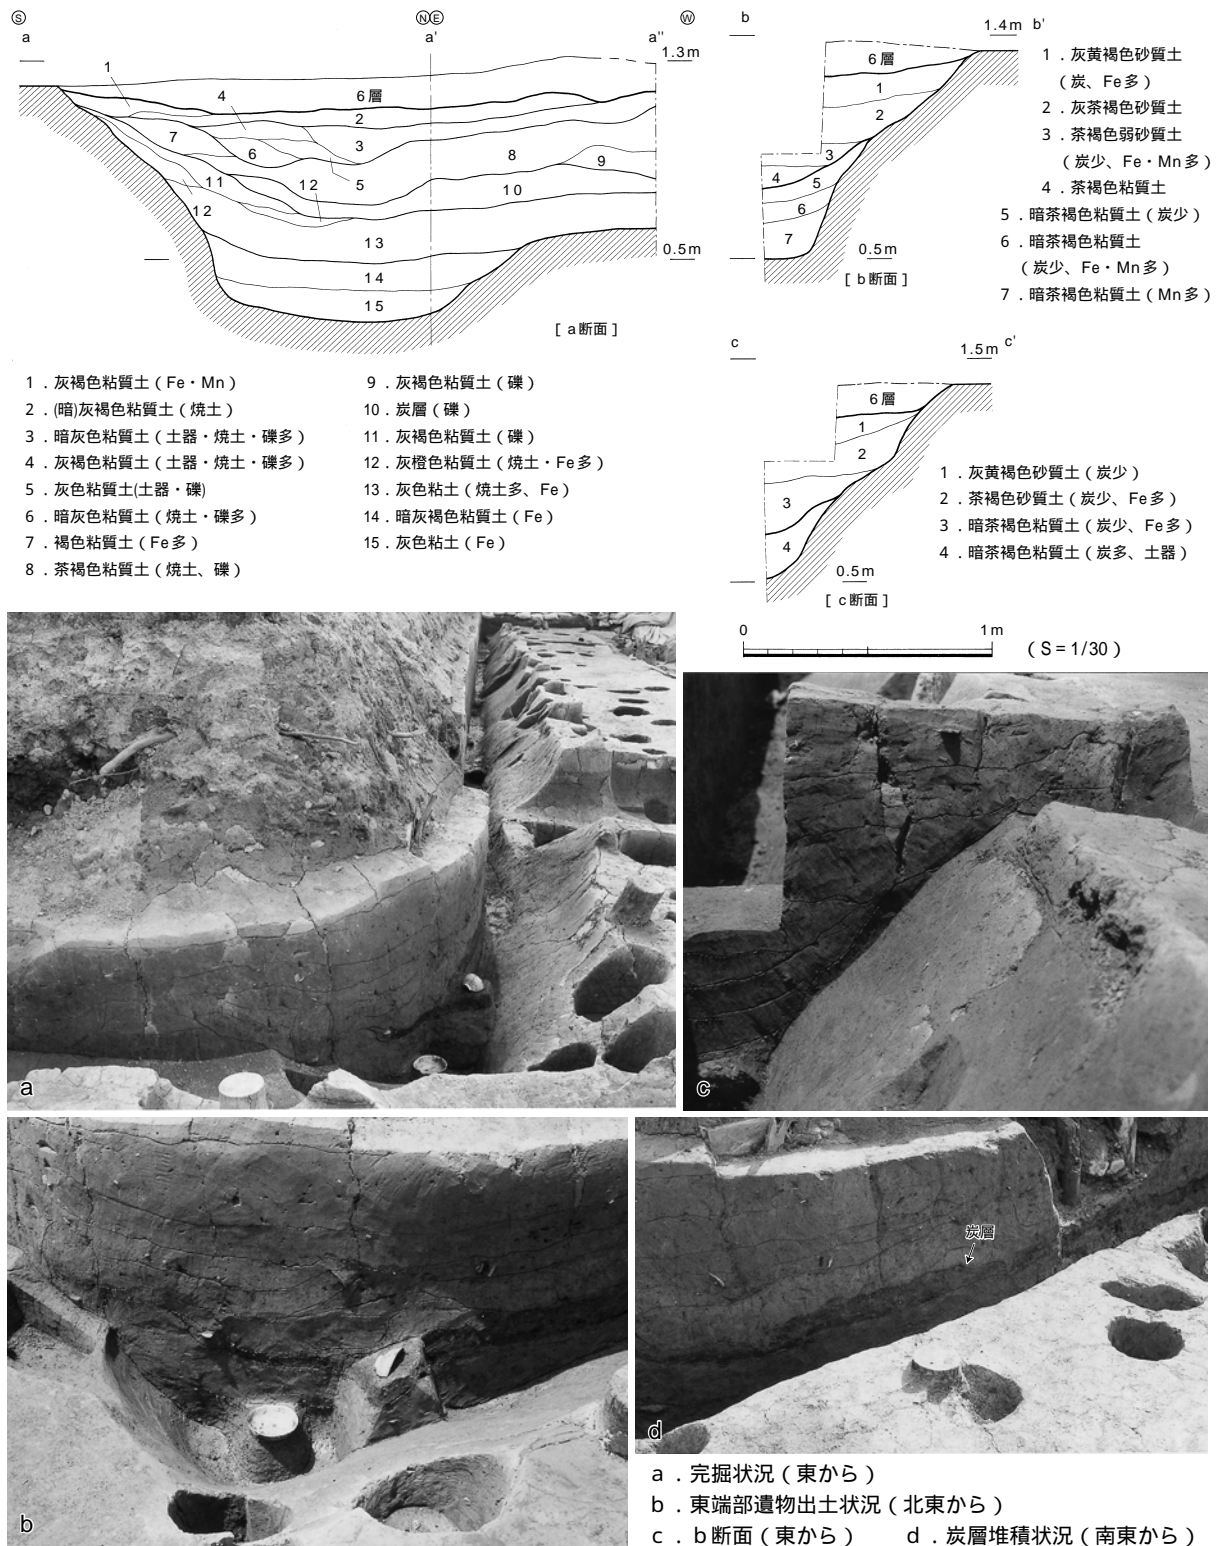 Ⓢ ⓃⒺ Ⓦ
a a' a''
1.3m
1
4
6層
2
7
3
6
8
9
5
11
12
10
12
13
0.5m
14
15
[ a断面 ]
1．灰褐色粘質土（Fe・Mn）
2．(暗)灰褐色粘質土（焼土）
3．暗灰色粘質土（土器・焼土・礫多）
4．灰褐色粘質土（土器・焼土・礫多）
5．灰色粘質土(土器・礫)
6．暗灰色粘質土（焼土・礫多）
7．褐色粘質土（Fe多）
8．茶褐色粘質土（焼土、礫）
9．灰褐色粘質土（礫）
10．炭層（礫）
11．灰褐色粘質土（礫）
12．灰橙色粘質土（焼土・Fe多）
13．灰色粘土（焼土多、Fe）
14．暗灰褐色粘質土（Fe）
15．灰色粘土（Fe）
b 1.4m b'
6層
1
2
3
4
5
6
7
0.5m
[ b断面 ]
1．灰黄褐色砂質土
（炭、Fe多）
2．灰茶褐色砂質土
3．茶褐色弱砂質土
（炭少、Fe・Mn多）
4．茶褐色粘質土
5．暗茶褐色粘質土（炭少）
6．暗茶褐色粘質土
（炭少、Fe・Mn多）
7．暗茶褐色粘質土（Mn多）
c 1.5m c'
6層
1
2
3
4
0.5m
[ c断面 ]
1．灰黄褐色砂質土（炭少）
2．茶褐色砂質土（炭少、Fe多）
3．暗茶褐色粘質土（炭少、Fe多）
4．暗茶褐色粘質土（炭多、土器）
0 1m
（S＝1/30）
a
c
b
炭層
d
a．完掘状況（東から）
b．東端部遺物出土状況（北東から）
c．b断面（東から） d．炭層堆積状況（南東から）